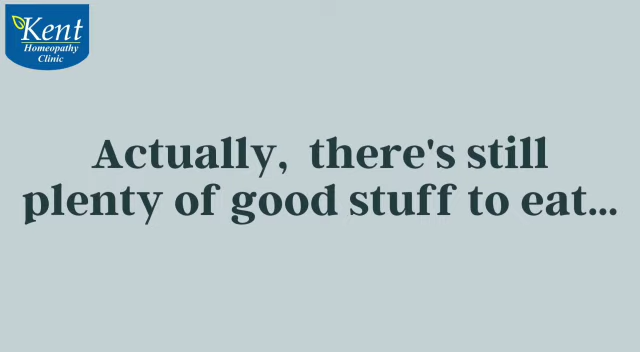 Kent
Homeopathy
Clinic
Actually, there's still
plenty of good stuff to eat...